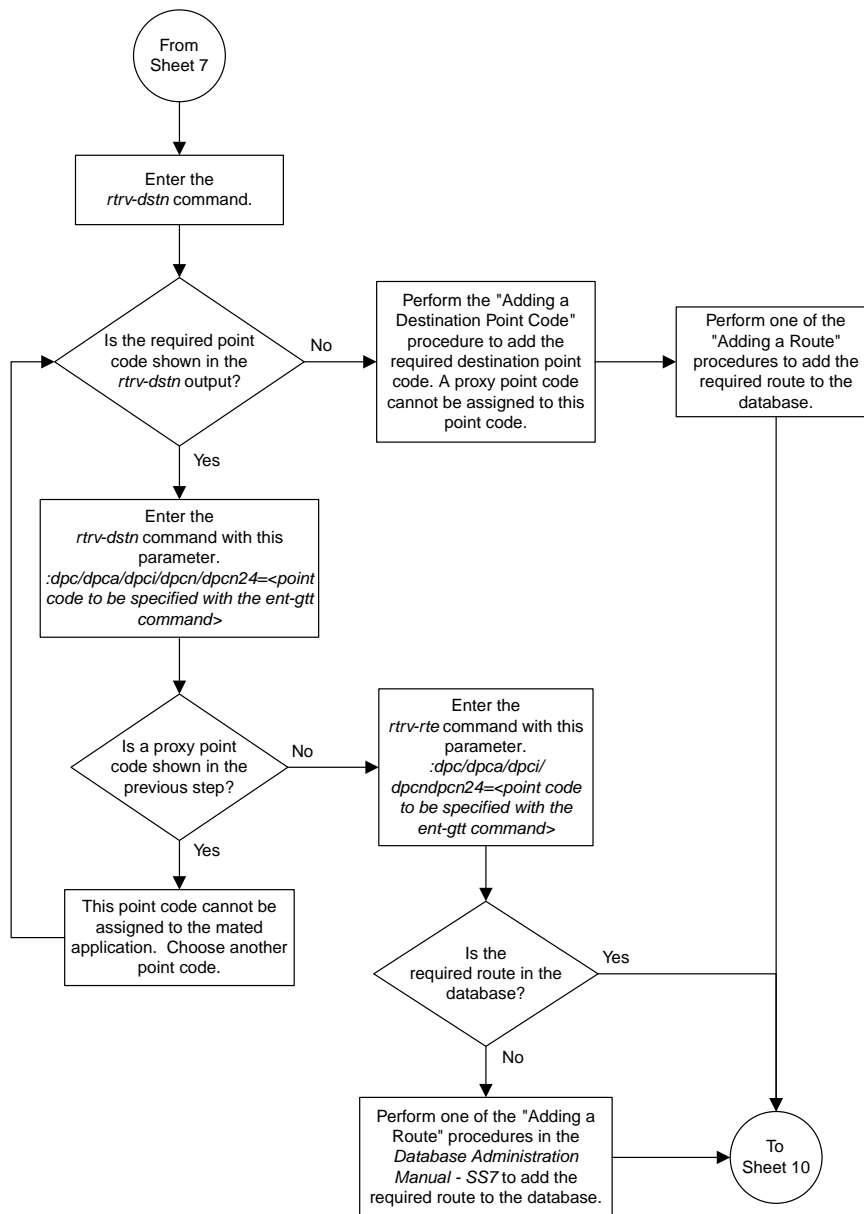 From
Sheet 7
Enter the
rtrv-dstn command.
Is the required point
code shown in the
rtrv-dstn output?
No
Perform the "Adding a
Destination Point Code"
procedure to add the
required destination point
code. A proxy point code
cannot be assigned to this
point code.
Perform one of the
"Adding a Route"
procedures to add the
required route to the
database.
Yes
Enter the
rtrv-dstn command with this
parameter.
:dpc/dpca/dpci/dpcn/dpcn24=<point
code to be specified with the ent-gtt
command>
Is a proxy point
code shown in the
previous step?
No
Enter the
rtrv-rte command with this
parameter.
:dpc/dpca/dpci/
dpcndpcn24=<point code
to be specified with the
ent-gtt command>
Yes
This point code cannot be
assigned to the mated
application.  Choose another
point code.
Is the
required route in the
database?
Yes
No
Perform one of the "Adding a
Route" procedures in the
Database Administration
Manual - SS7 to add the
required route to the database.
To
Sheet 10